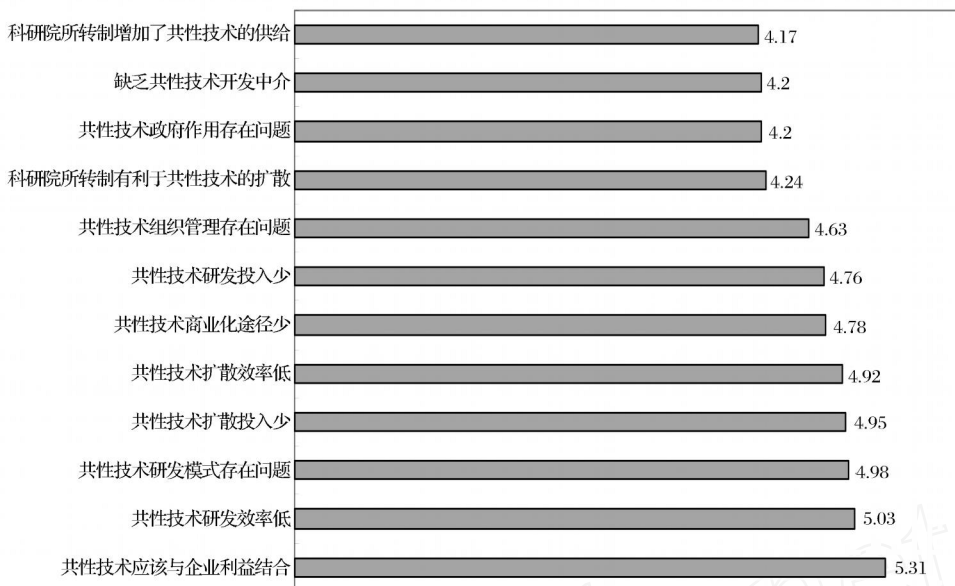 科研院所转制增加了共性技术的供给 4.17
缺乏共性技术开发中介 4.2
共性技术政府作用存在问题 4.2
科研院所转制有利于共性技术的扩散 4.24
共性技术组织管理存在问题 4.63
共性技术研发投入少 4.76
共性技术商业化途径少 4.78
共性技术扩散效率低 4.92
共性技术扩散投入少 4.95
共性技术研发模式存在问题 4.98
共性技术研发效率低 5.03
共性技术应该与企业利益结合 5.31